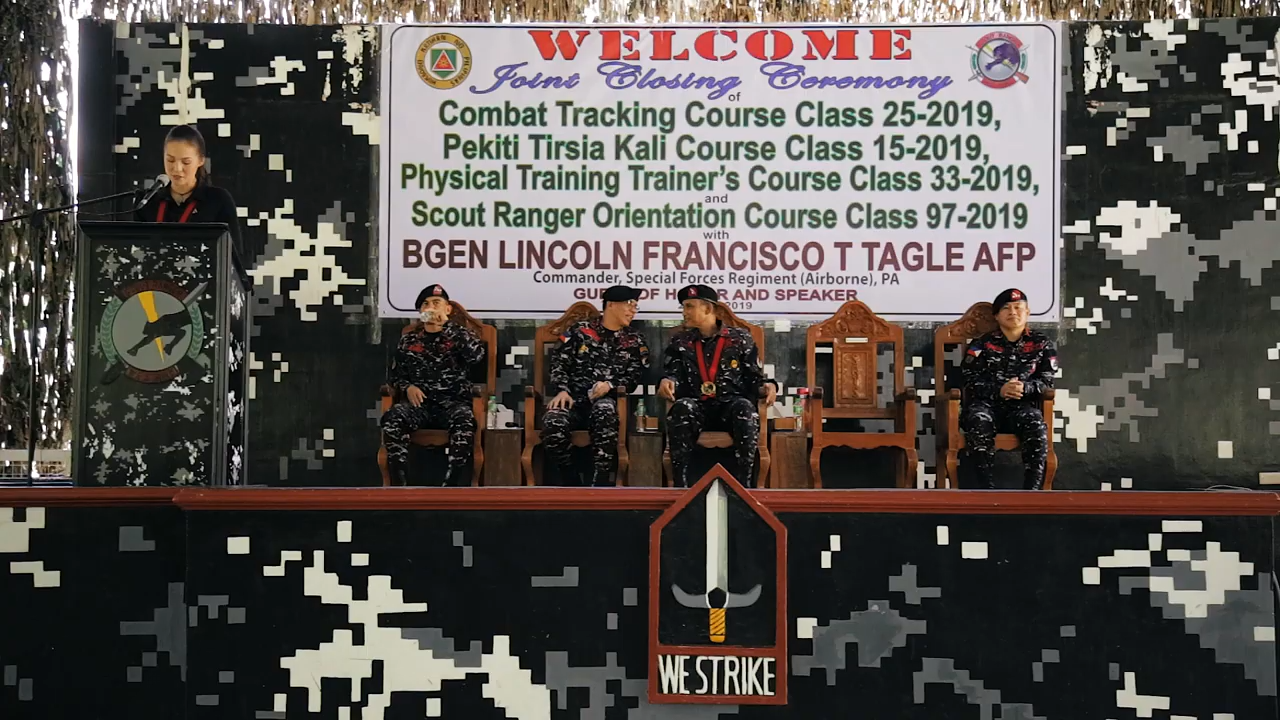 WELCOME
Joint Closing Ceremony
of
Combat Tracking Course Class 25-2019,
Pekiti Tirsia Kali Course Class 15-2019,
Physical Training Trainer's Course Class 33-2019,
and
Scout Ranger Orientation Course Class 97-2019
with
BGEN LINCOLN FRANCISCO T TAGLE AFP
Commander, Special Forces Regiment (Airborne), PA
OF AND SPEAKER
2019
WE STRIKE